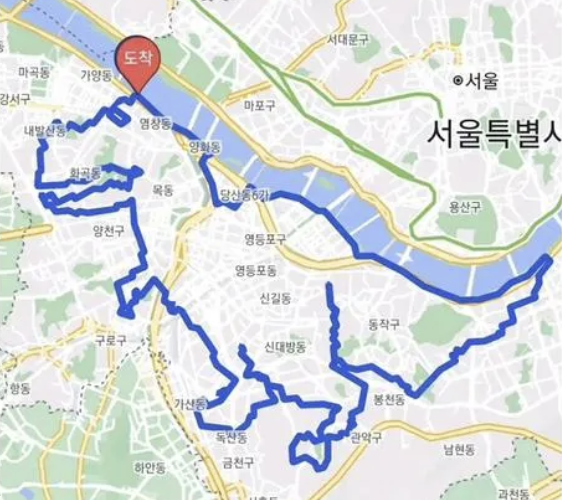 서대문구
도착
마곡동
가양동
서울
강서구
마포구
염창동
내발산동
서울특별시
양화동
화곡동
목동
당산동6가
용산구
양천구
영등포구
영등포동
신길동
동작구
구로구
신대방동
항동
봉천동
가산동
독산동
관악구
남현동
금천구
하안동
과천동